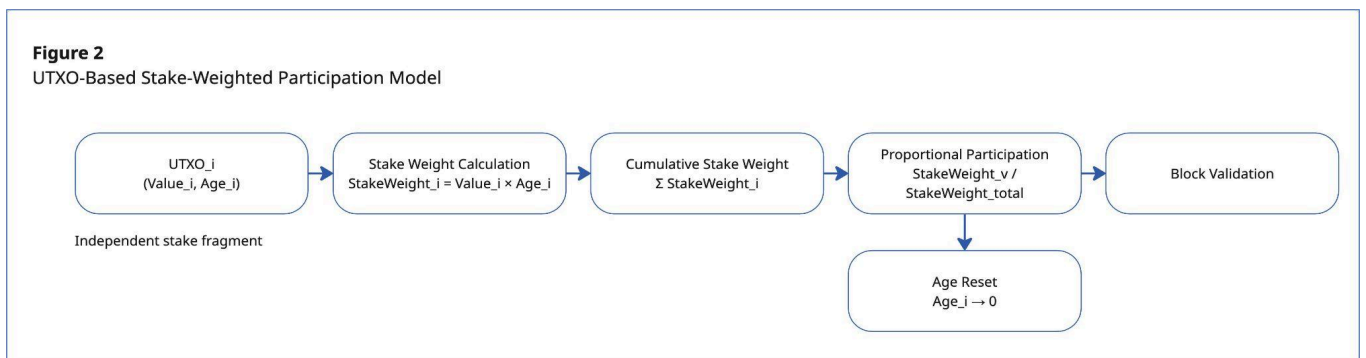 Figure 2
UTXO-Based Stake-Weighted Participation Model
UTXO_i
(Value_i, Age_i)
Stake Weight Calculation
StakeWeight_i = Value_i × Age_i
Cumulative Stake Weight
Σ StakeWeight_i
Proportional Participation
StakeWeight_v /
StakeWeight_total
Block Validation
Independent stake fragment
Age Reset
Age_i → 0